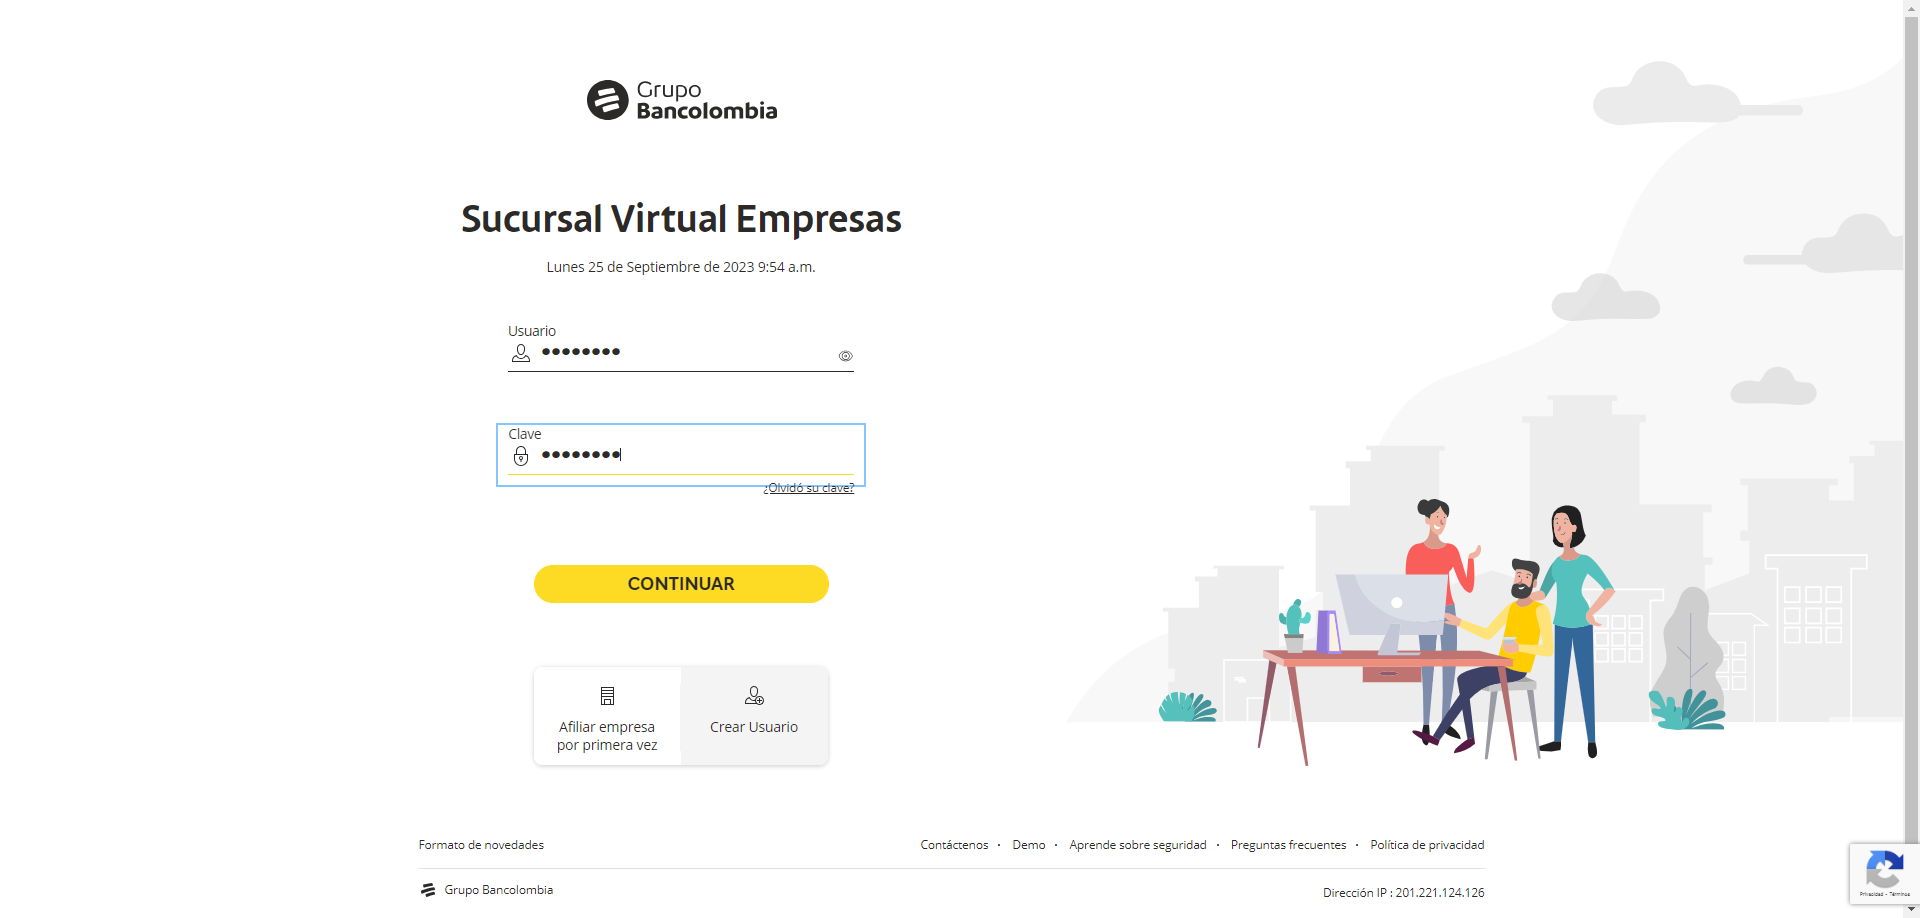 Grupo
Bancolombia
Sucursal Virtual Empresas
Lunes 25 de Septiembre de 2023 9:54 a.m.
Usuario
••••••••
Clave
••••••••
¿Olvidó su clave?
CONTINUAR
Afiliar empresa
por primera vez
Crear Usuario
Formato de novedades
Contáctenos · Demo · Aprende sobre seguridad · Preguntas frecuentes · Política de privacidad
Grupo Bancolombia
Dirección IP : 201.221.124.126
Privacidad - Términos